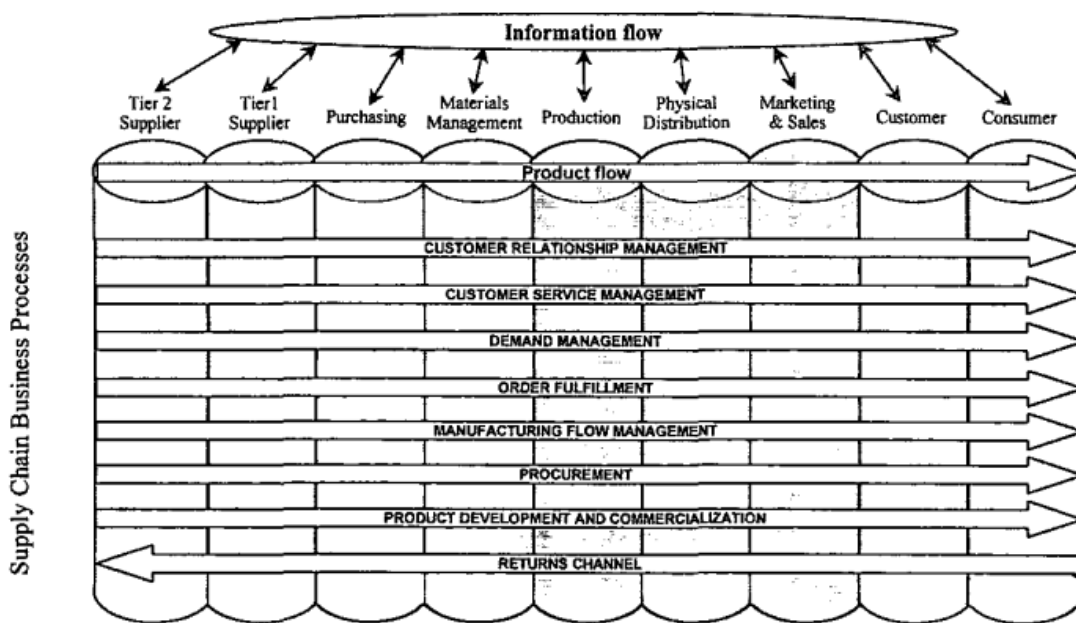 Information flow
Tier 2
Supplier
Tier1
Supplier
Purchasing
Materials
Management
Production
Physical
Distribution
Marketing
& Sales
Customer
Consumer
Product flow
Supply Chain Business Processes
CUSTOMER RELATIONSHIP MANAGEMENT
CUSTOMER SERVICE MANAGEMENT
DEMAND MANAGEMENT
ORDER FULFILLMENT
MANUFACTURING FLOW MANAGEMENT
PROCUREMENT
PRODUCT DEVELOPMENT AND COMMERCIALIZATION
RETURNS CHANNEL